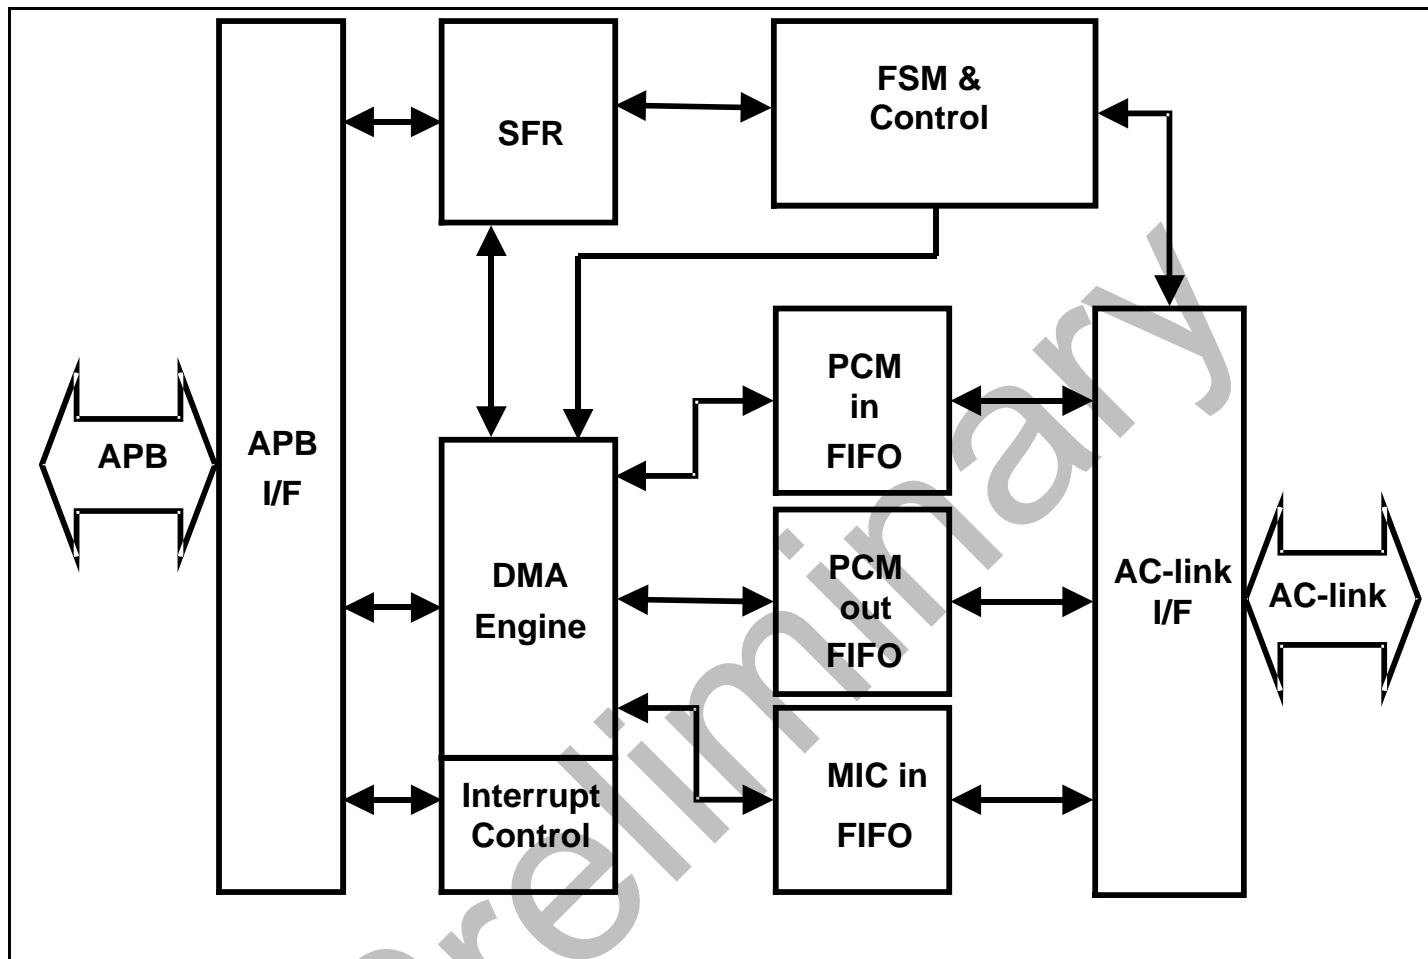 SFR
FSM &
Control
APB
APB
I/F
DMA
Engine
Interrupt
Control
PCM
in
FIFO
PCM
out
FIFO
MIC in
FIFO
AC-link
I/F
AC-link
Preliminary